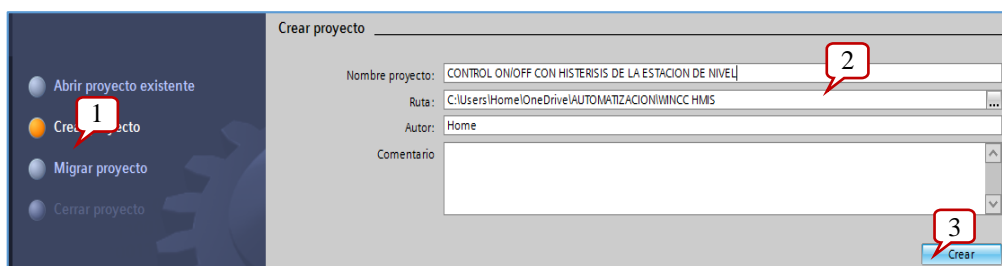 Crear proyecto
Abrir proyecto existente
Crear proyecto
Migrar proyecto
Cerrar proyecto
1
Nombre proyecto: CONTROL ON/OFF CON HISTERISIS DE LA ESTACION DE NIVEL
2
Ruta: C:\Users\Home\OneDrive\AUTOMATIZACION\WINCC HMIS
...
Autor: Home
Comentario
3
Crear